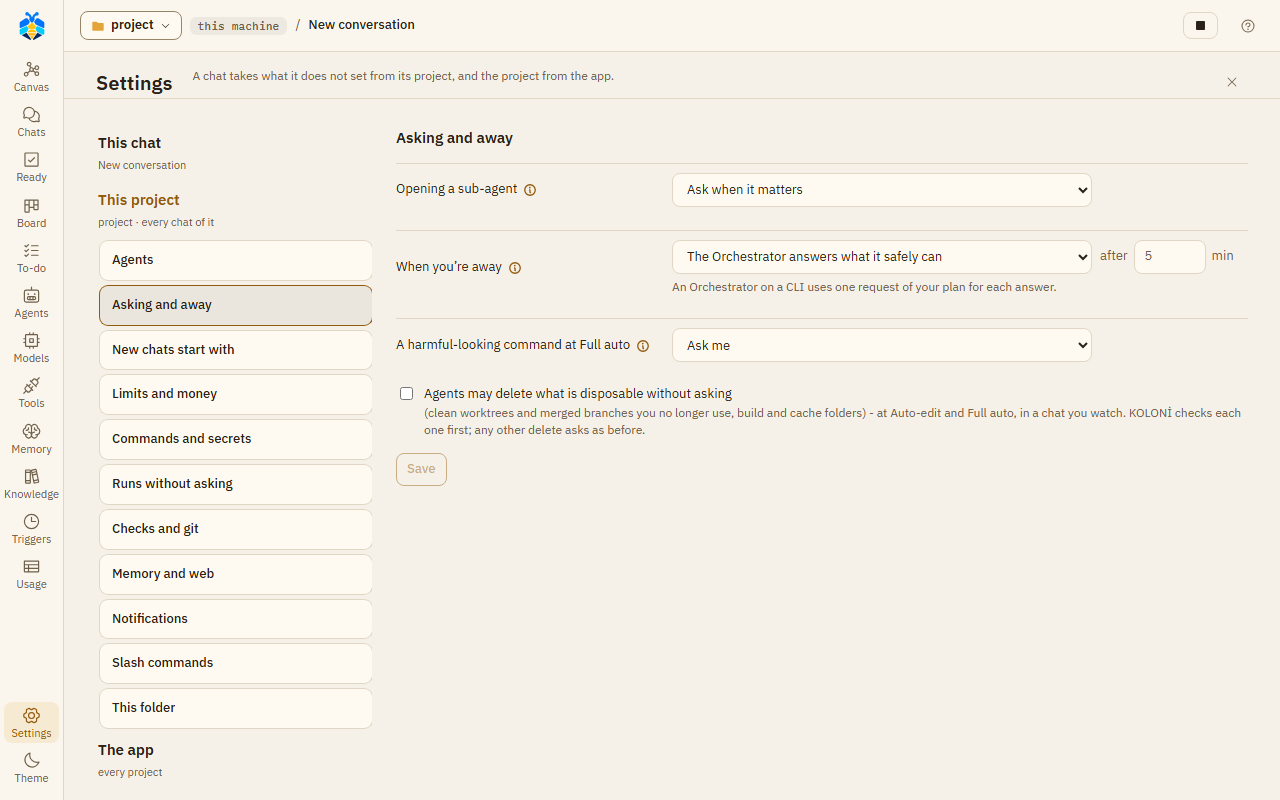 project
this machine / New conversation
Canvas
Chats
Ready
Board
To-do
Agents
Models
Tools
Memory
Knowledge
Triggers
Usage
Settings
Theme
Settings
A chat takes what it does not set from its project, and the project from the app.
This chat
New conversation
This project
project · every chat of it
Agents
Asking and away
New chats start with
Limits and money
Commands and secrets
Runs without asking
Checks and git
Memory and web
Notifications
Slash commands
This folder
The app
every project
Asking and away
Opening a sub-agent
Ask when it matters
When you’re away
The Orchestrator answers what it safely can
after 5 min
An Orchestrator on a CLI uses one request of your plan for each answer.
A harmful-looking command at Full auto
Ask me
Agents may delete what is disposable without asking
(clean worktrees and merged branches you no longer use, build and cache folders) - at Auto-edit and Full auto, in a chat you watch. KOLONİ checks each
one first; any other delete asks as before.
Save